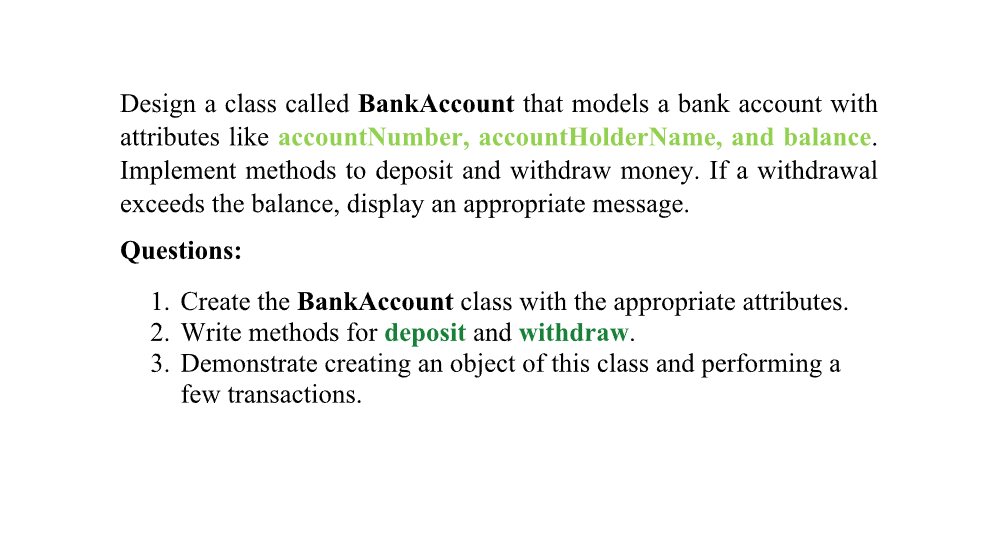 Design a class called BankAccount that models a bank account with
attributes like accountNumber, accountHolderName, and balance.
Implement methods to deposit and withdraw money. If a withdrawal
exceeds the balance, display an appropriate message.
Questions:
1. Create the BankAccount class with the appropriate attributes.
2. Write methods for deposit and withdraw.
3. Demonstrate creating an object of this class and performing a
few transactions.